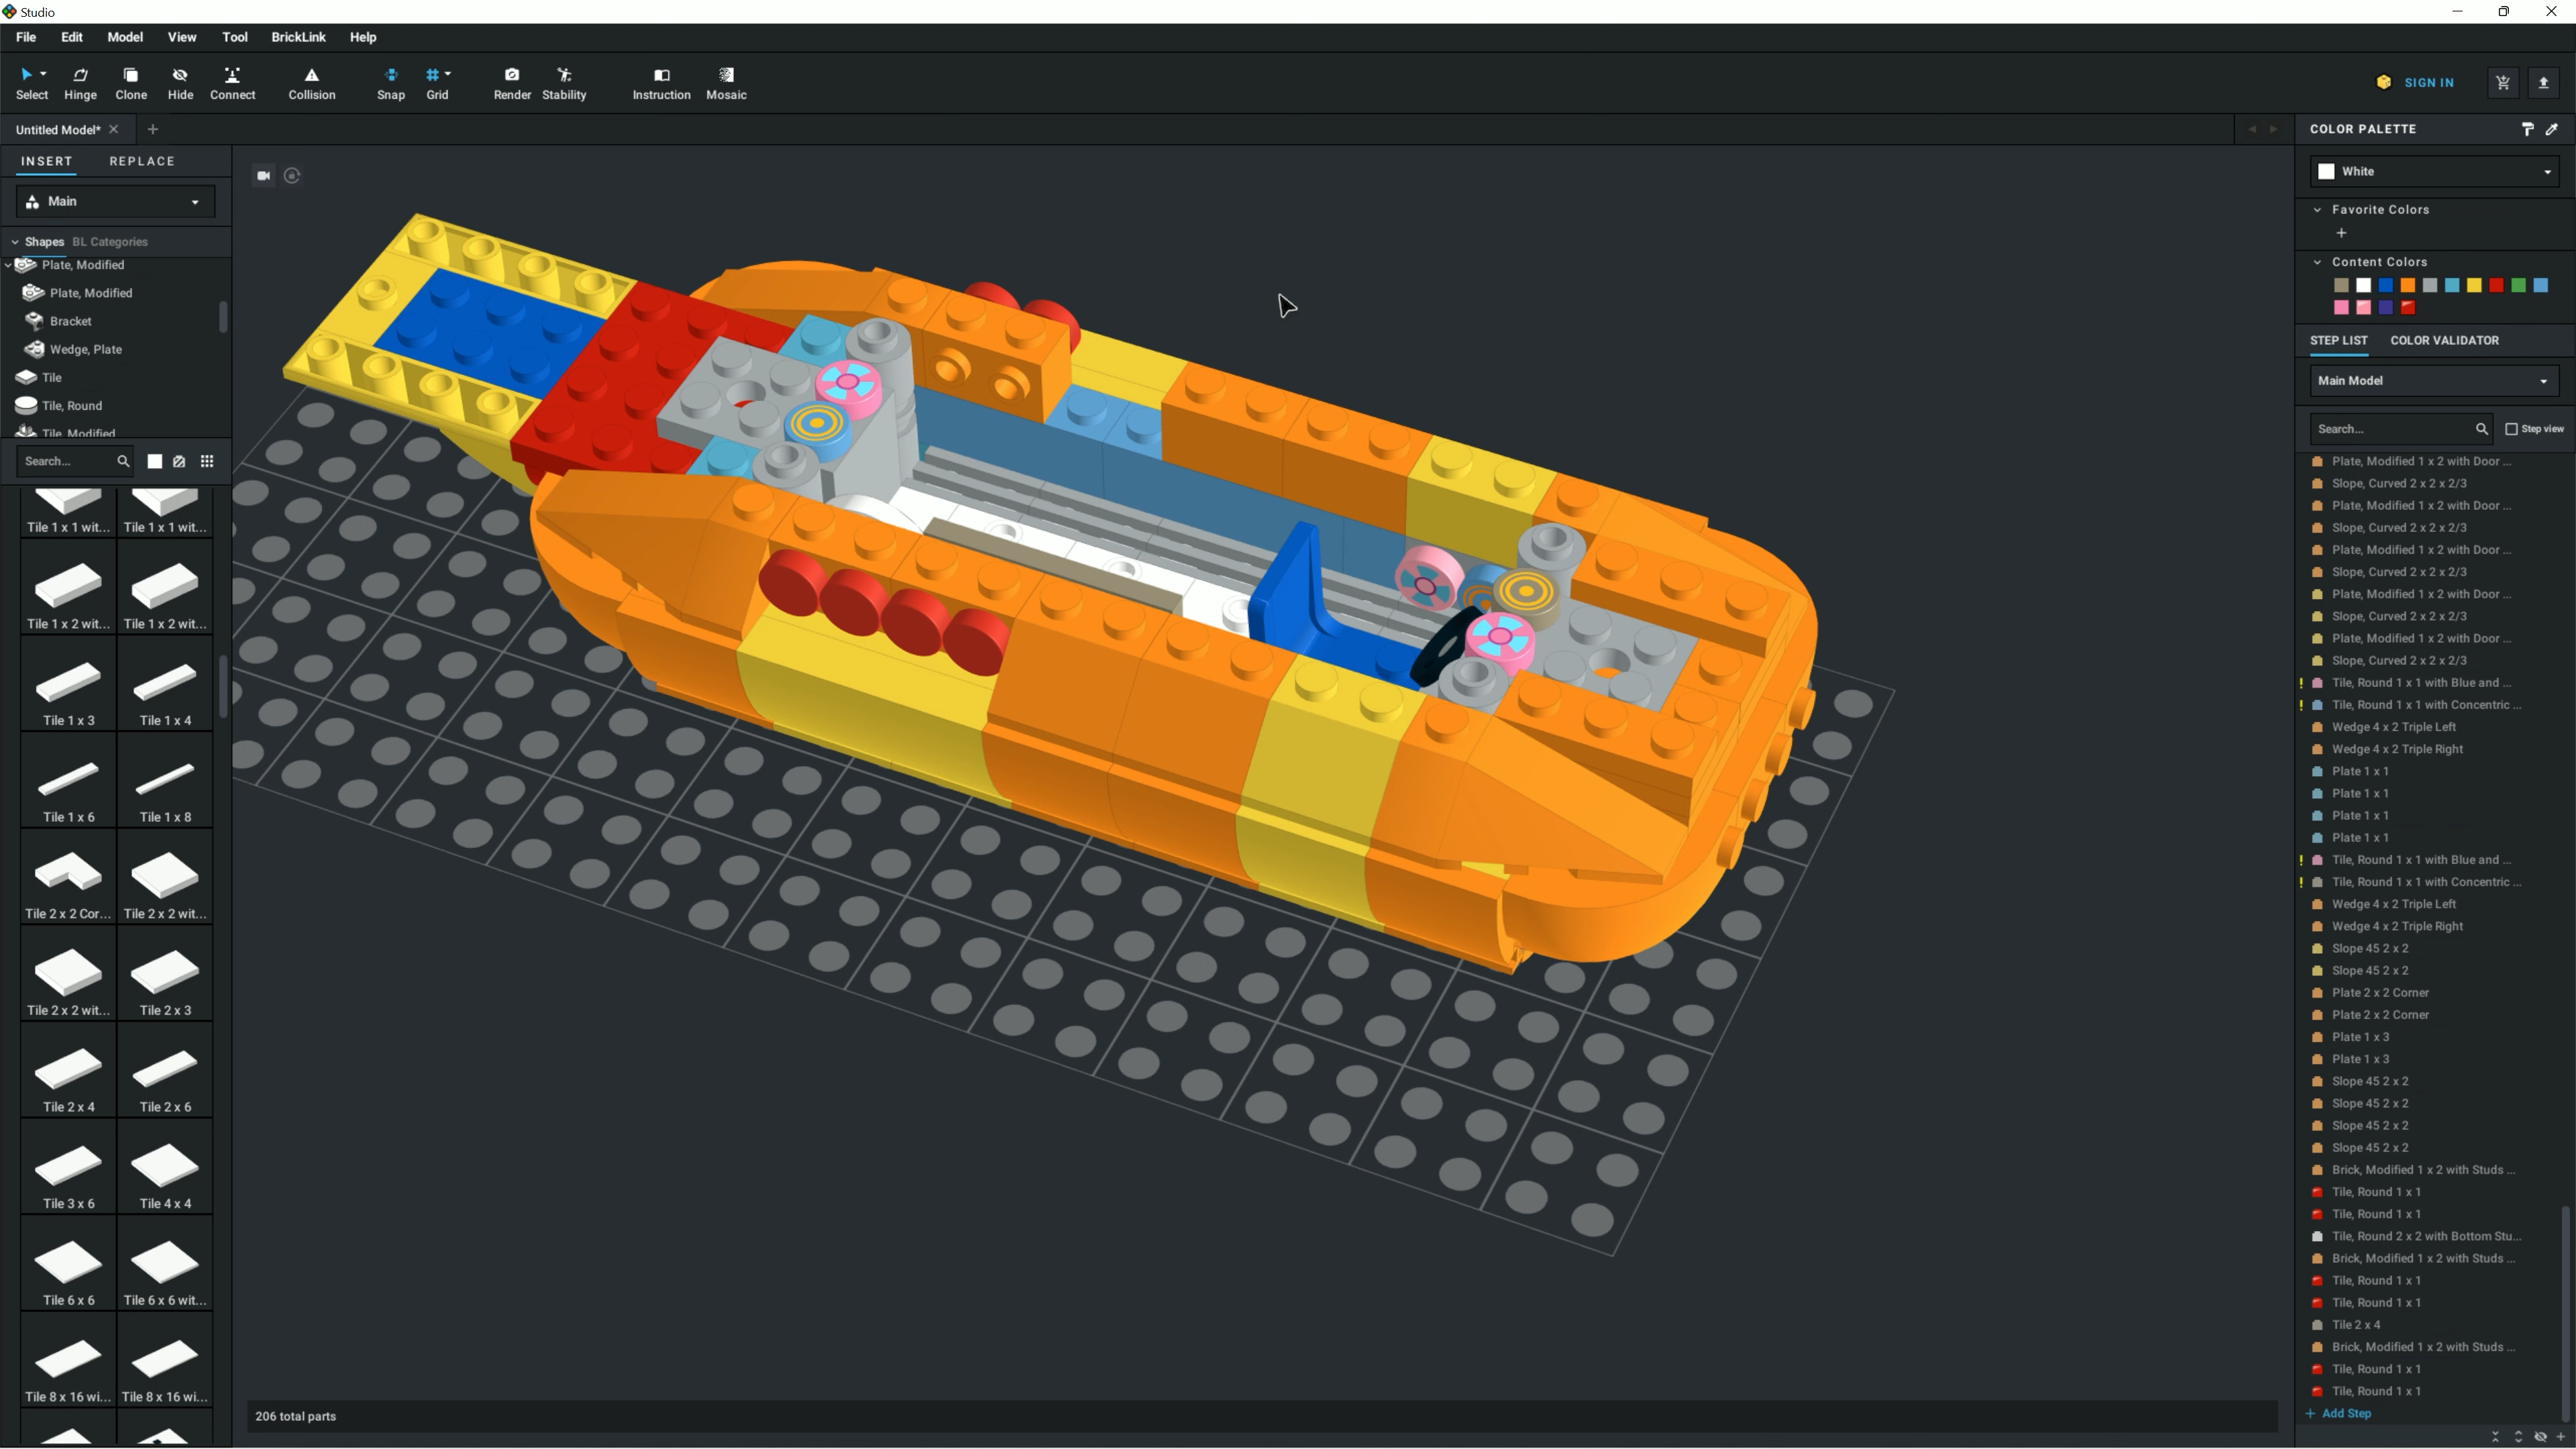 Studio
File Edit Model View Tool BrickLink Help
Select Hinge Clone Hide Connect Collision Snap Grid Render Stability Instruction Mosaic
SIGN IN
Untitled Model*
INSERT REPLACE
Main
Shapes BL Categories
Plate, Modified
Plate, Modified
Bracket
Wedge, Plate
Tile
Tile, Round
Tile, Modified
Search...
Tile 1 x 1 wit... Tile 1 x 1 wit...
Tile 1 x 2 wit... Tile 1 x 2 wit...
Tile 1 x 3 Tile 1 x 4
Tile 1 x 6 Tile 1 x 8
Tile 2 x 2 Cor... Tile 2 x 2 wit...
Tile 2 x 2 wit... Tile 2 x 3
Tile 2 x 4 Tile 2 x 6
Tile 3 x 6 Tile 4 x 4
Tile 6 x 6 Tile 6 x 6 wit...
Tile 8 x 16 wi... Tile 8 x 16 wi...
206 total parts
COLOR PALETTE
White
Favorite Colors
+
Content Colors
STEP LIST COLOR VALIDATOR
Main Model
Search... Step view
Plate, Modified 1 x 2 with Door ...
Slope, Curved 2 x 2 x 2/3
Plate, Modified 1 x 2 with Door ...
Slope, Curved 2 x 2 x 2/3
Plate, Modified 1 x 2 with Door ...
Slope, Curved 2 x 2 x 2/3
Plate, Modified 1 x 2 with Door ...
Slope, Curved 2 x 2 x 2/3
Plate, Modified 1 x 2 with Door ...
Slope, Curved 2 x 2 x 2/3
! Tile, Round 1 x 1 with Blue and ...
! Tile, Round 1 x 1 with Concentric ...
Wedge 4 x 2 Triple Left
Wedge 4 x 2 Triple Right
Plate 1 x 1
Plate 1 x 1
Plate 1 x 1
Plate 1 x 1
! Tile, Round 1 x 1 with Blue and ...
! Tile, Round 1 x 1 with Concentric ...
Wedge 4 x 2 Triple Left
Wedge 4 x 2 Triple Right
Slope 45 2 x 2
Slope 45 2 x 2
Plate 2 x 2 Corner
Plate 2 x 2 Corner
Plate 1 x 3
Plate 1 x 3
Slope 45 2 x 2
Slope 45 2 x 2
Slope 45 2 x 2
Slope 45 2 x 2
Brick, Modified 1 x 2 with Studs ...
Tile, Round 1 x 1
Tile, Round 1 x 1
Tile, Round 2 x 2 with Bottom Stu...
Brick, Modified 1 x 2 with Studs ...
Tile, Round 1 x 1
Tile, Round 1 x 1
Tile 2 x 4
Brick, Modified 1 x 2 with Studs ...
Tile, Round 1 x 1
Tile, Round 1 x 1
+ Add Step